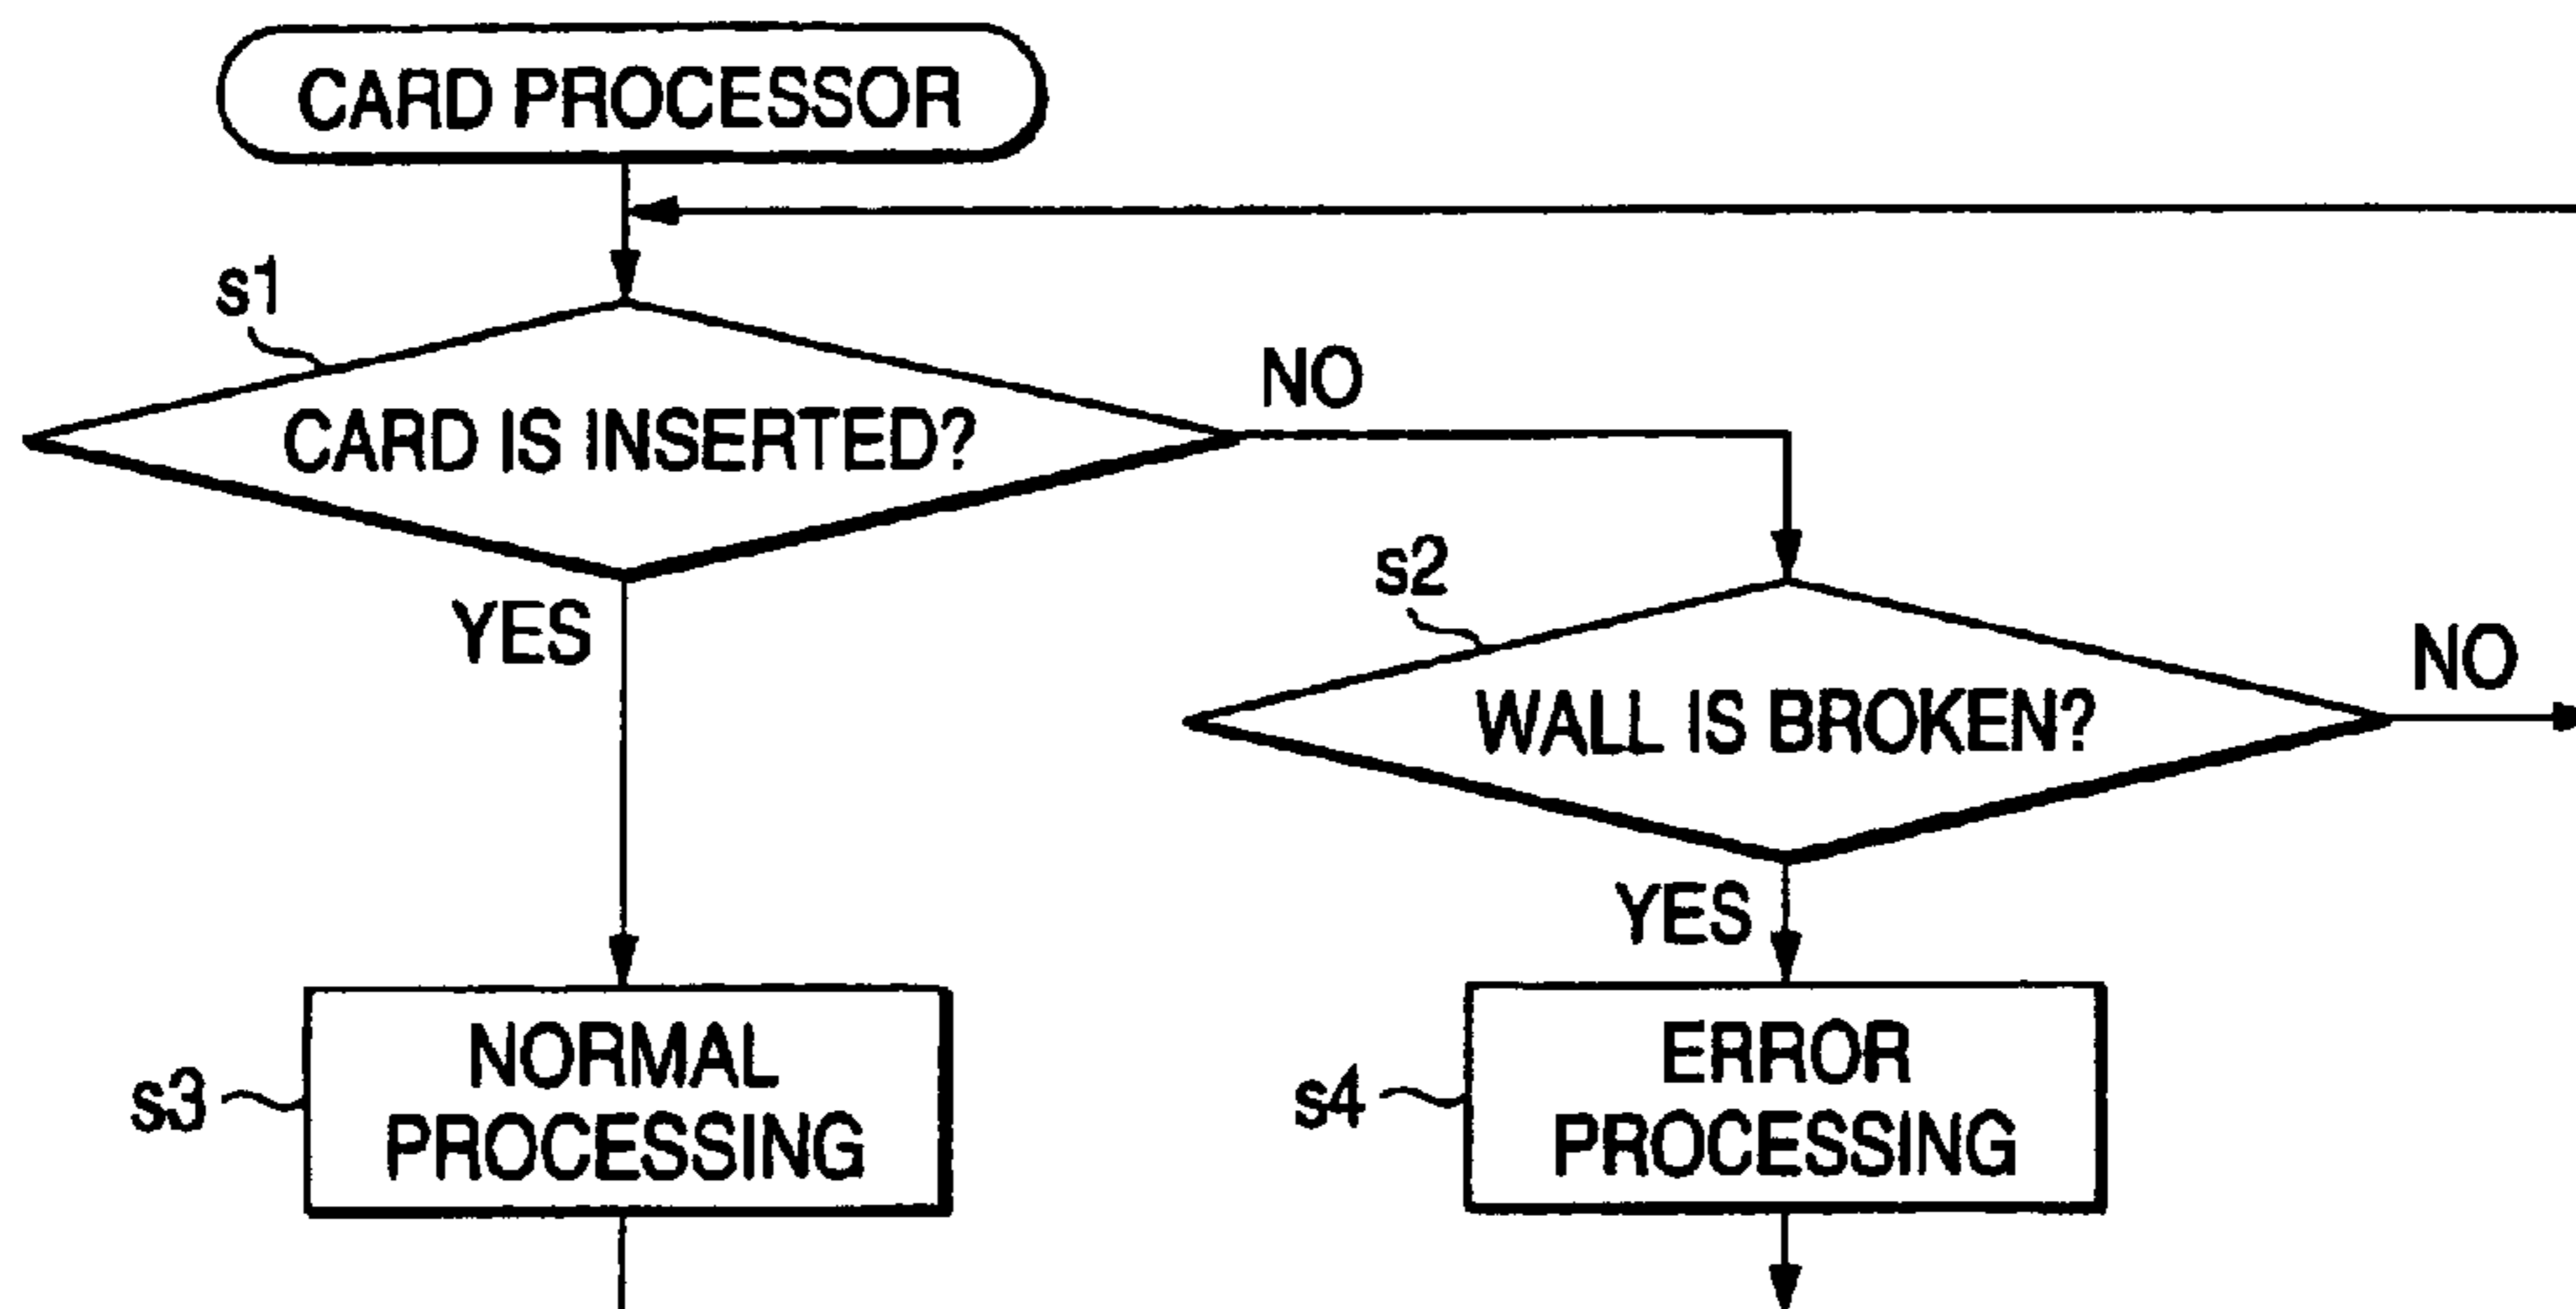 CARD PROCESSOR
s1
CARD IS INSERTED?
NO
YES
s2
WALL IS BROKEN?
NO
YES
s3
NORMAL
PROCESSING
s4
ERROR
PROCESSING